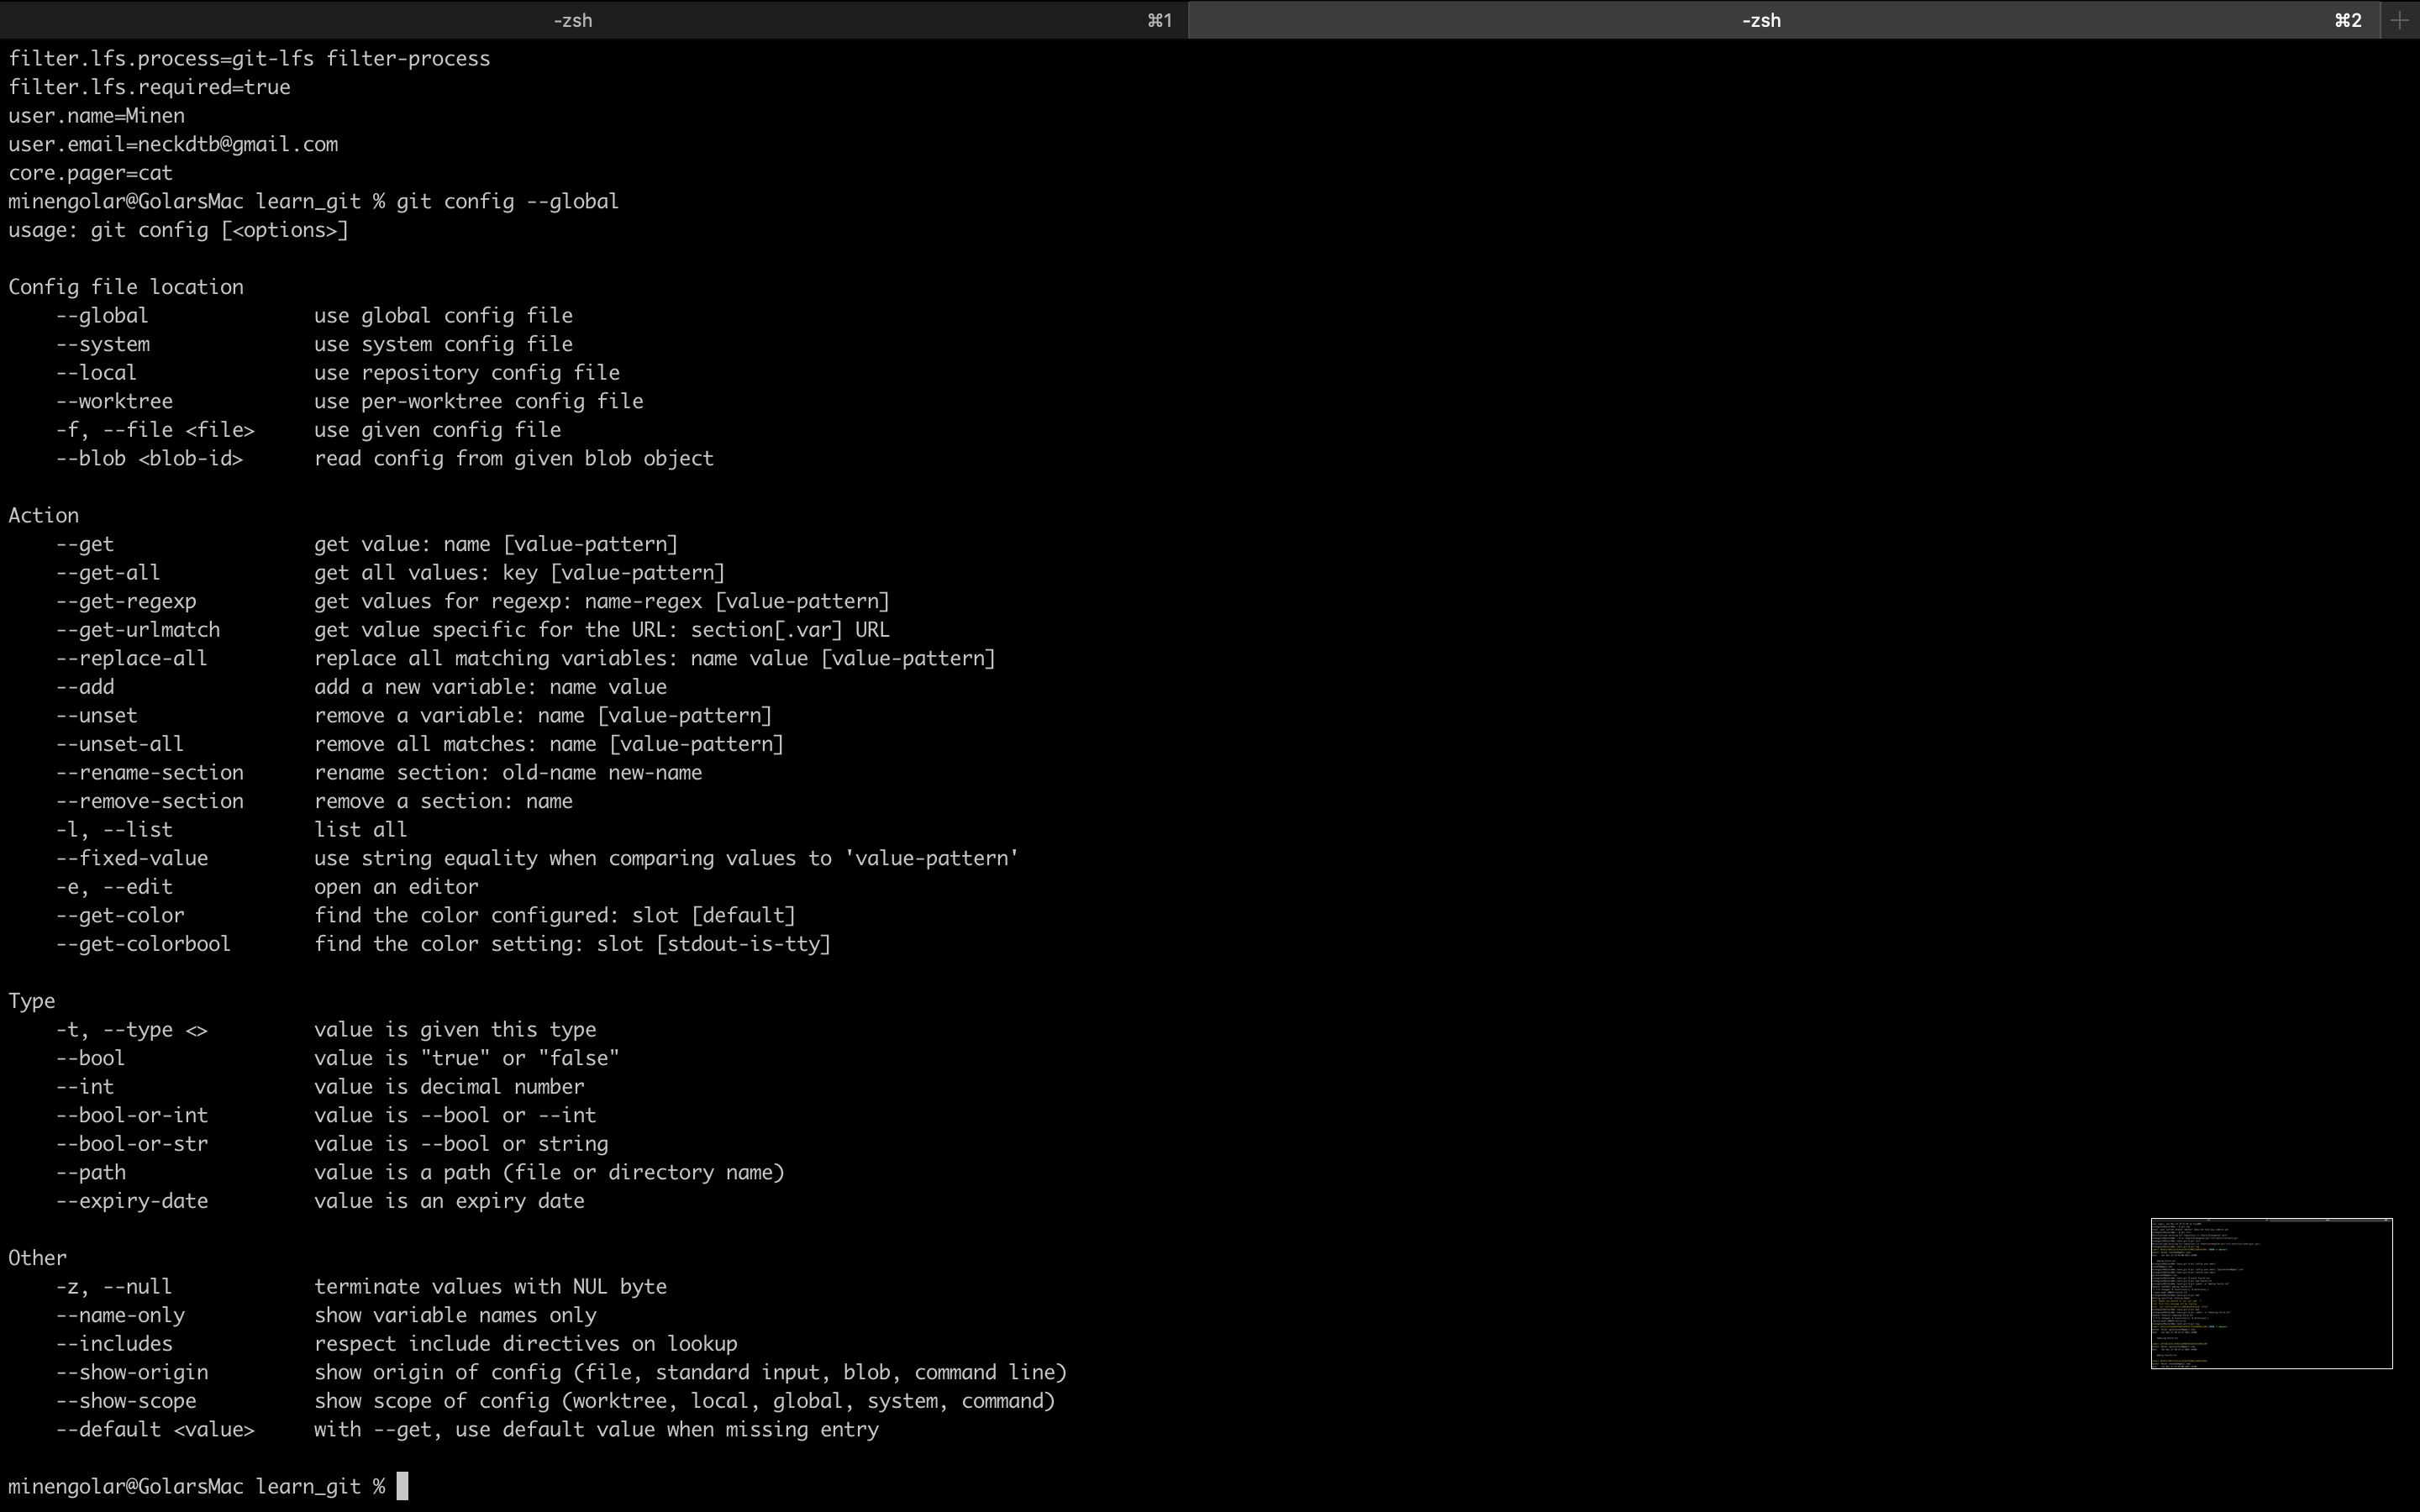 -zsh ⌘1 -zsh ⌘2 +
filter.lfs.process=git-lfs filter-process
filter.lfs.required=true
user.name=Minen
user.email=neckdtb@gmail.com
core.pager=cat
minengolar@GolarsMac learn_git % git config --global
usage: git config [<options>]
Config file location
--global use global config file
--system use system config file
--local use repository config file
--worktree use per-worktree config file
-f, --file <file> use given config file
--blob <blob-id> read config from given blob object
Action
--get get value: name [value-pattern]
--get-all get all values: key [value-pattern]
--get-regexp get values for regexp: name-regex [value-pattern]
--get-urlmatch get value specific for the URL: section[.var] URL
--replace-all replace all matching variables: name value [value-pattern]
--add add a new variable: name value
--unset remove a variable: name [value-pattern]
--unset-all remove all matches: name [value-pattern]
--rename-section rename section: old-name new-name
--remove-section remove a section: name
-l, --list list all
--fixed-value use string equality when comparing values to 'value-pattern'
-e, --edit open an editor
--get-color find the color configured: slot [default]
--get-colorbool find the color setting: slot [stdout-is-tty]
Type
-t, --type <> value is given this type
--bool value is "true" or "false"
--int value is decimal number
--bool-or-int value is --bool or --int
--bool-or-str value is --bool or string
--path value is a path (file or directory name)
--expiry-date value is an expiry date
Other
-z, --null terminate values with NUL byte
--name-only show variable names only
--includes respect include directives on lookup
--show-origin show origin of config (file, standard input, blob, command line)
--show-scope show scope of config (worktree, local, global, system, command)
--default <value> with --get, use default value when missing entry
minengolar@GolarsMac learn_git %